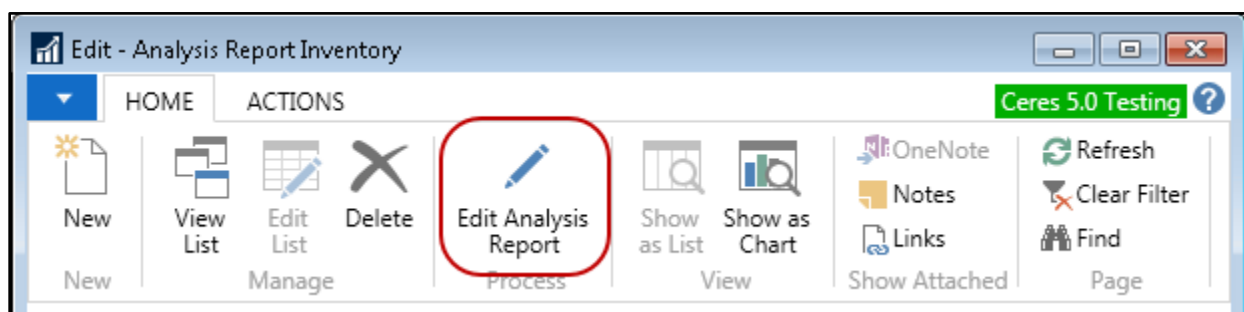 Edit - Analysis Report Inventory
HOME ACTIONS Ceres 5.0 Testing ?
New
View List
Edit List
Delete
Edit Analysis Report
Show as List
Show as Chart
OneNote
Notes
Links
Refresh
Clear Filter
Find
New Manage Process View Show Attached Page